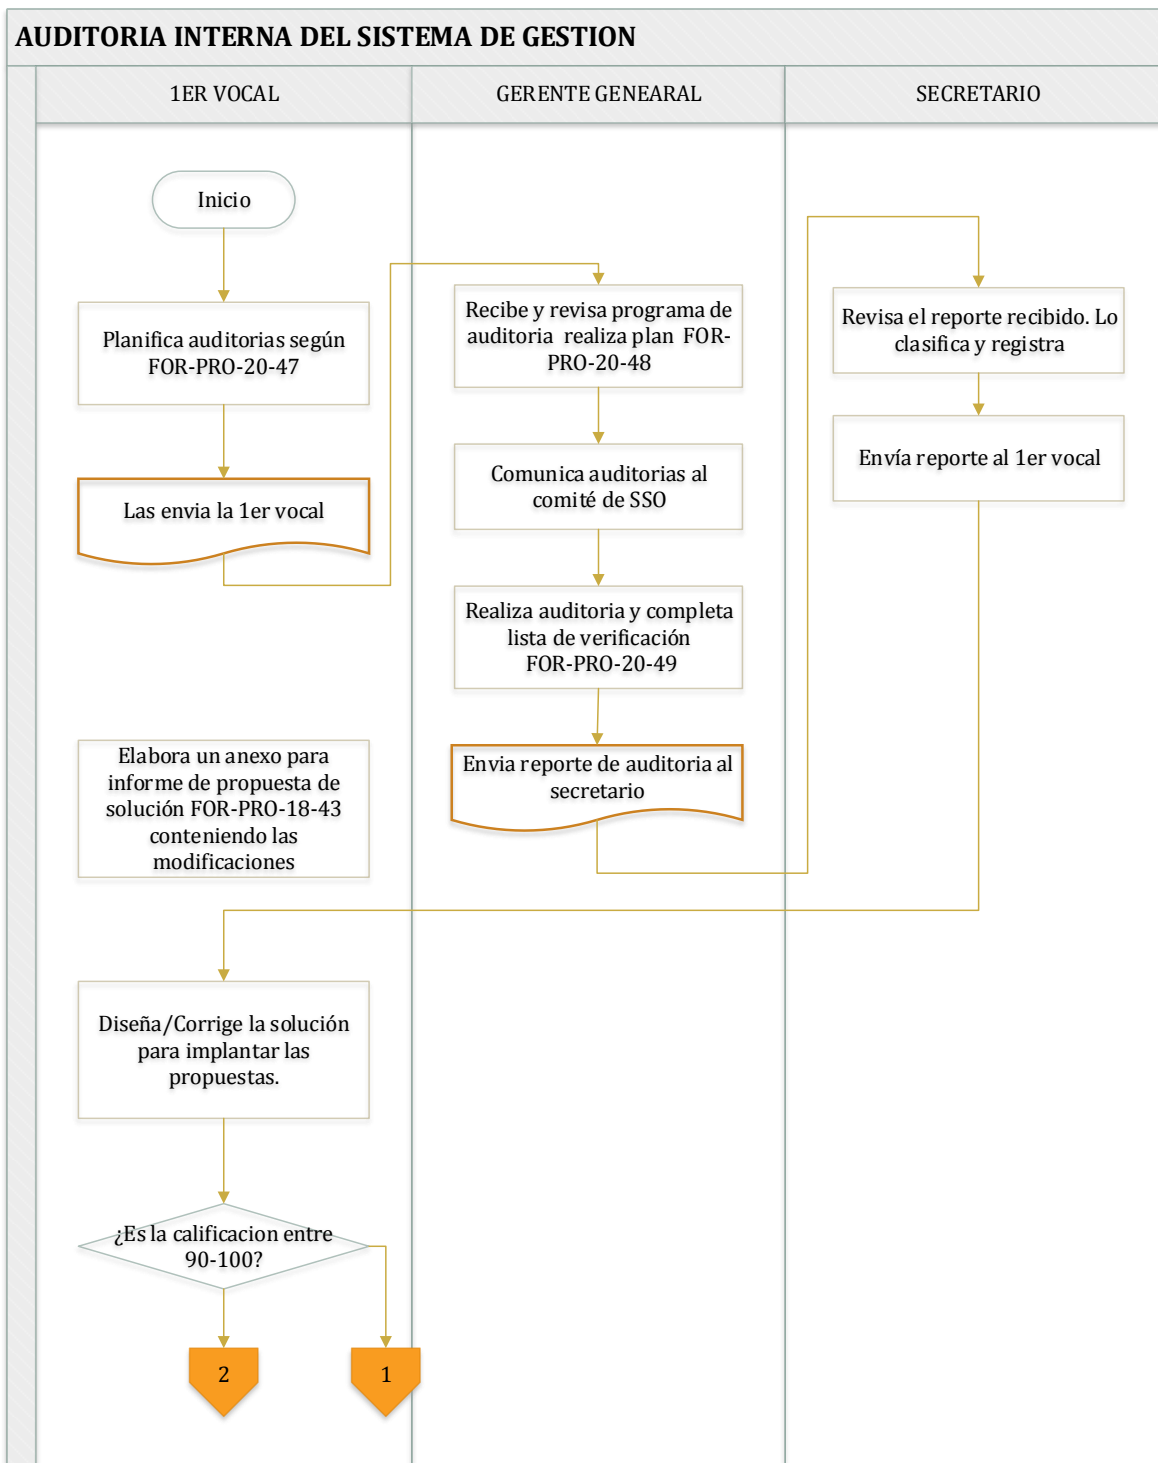 AUDITORIA INTERNA DEL SISTEMA DE GESTION
1ER VOCAL
GERENTE GENEARAL
SECRETARIO
Inicio
Planifica auditorias según
FOR-PRO-20-47
Las envia la 1er vocal
Elabora un anexo para
informe de propuesta de
solución FOR-PRO-18-43
conteniendo las
modificaciones
Diseña/Corrige la solución
para implantar las
propuestas.
¿Es la calificacion entre
90-100?
2
1
Recibe y revisa programa de
auditoria realiza plan FOR-
PRO-20-48
Comunica auditorias al
comité de SSO
Realiza auditoria y completa
lista de verificación
FOR-PRO-20-49
Envia reporte de auditoria al
secretario
Revisa el reporte recibido. Lo
clasifica y registra
Envía reporte al 1er vocal